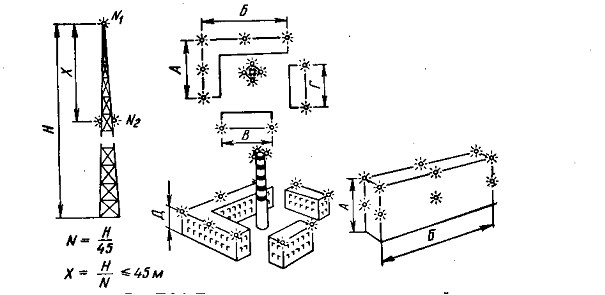 N1
Б
А
X
H
N2
Г
В
Д
А
Б
N = H/45
X = H/N ≤ 45 м